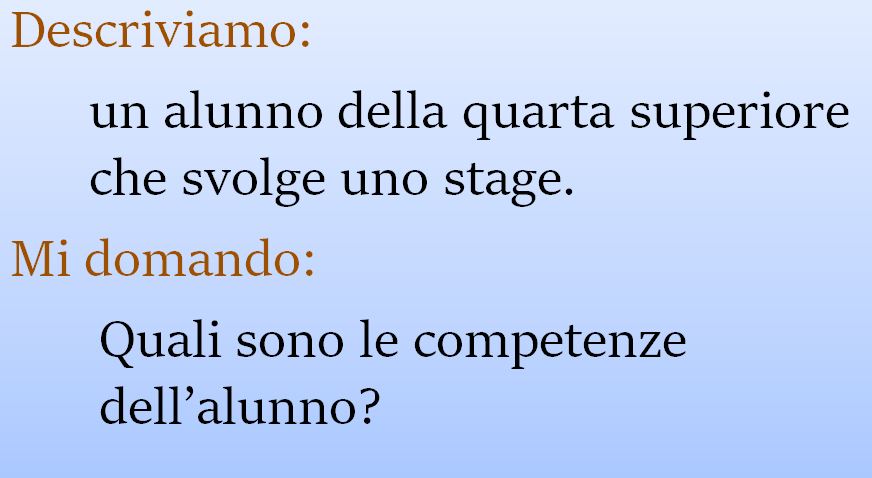 Descriviamo:
un alunno della quarta superiore
che svolge uno stage.
Mi domando:
Quali sono le competenze
dell’alunno?